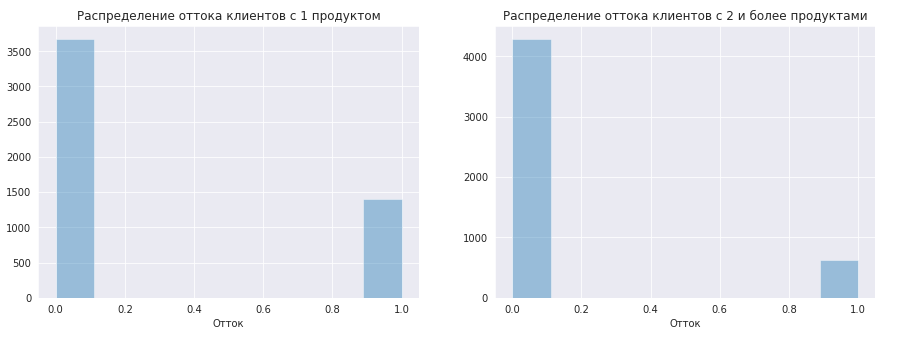 Распределение оттока клиентов с 1 продуктом
3500
3000
2500
2000
1500
1000
500
0
0.0 0.2 0.4 0.6 0.8 1.0
Отток
Распределение оттока клиентов с 2 и более продуктами
4000
3000
2000
1000
0
0.0 0.2 0.4 0.6 0.8 1.0
Отток